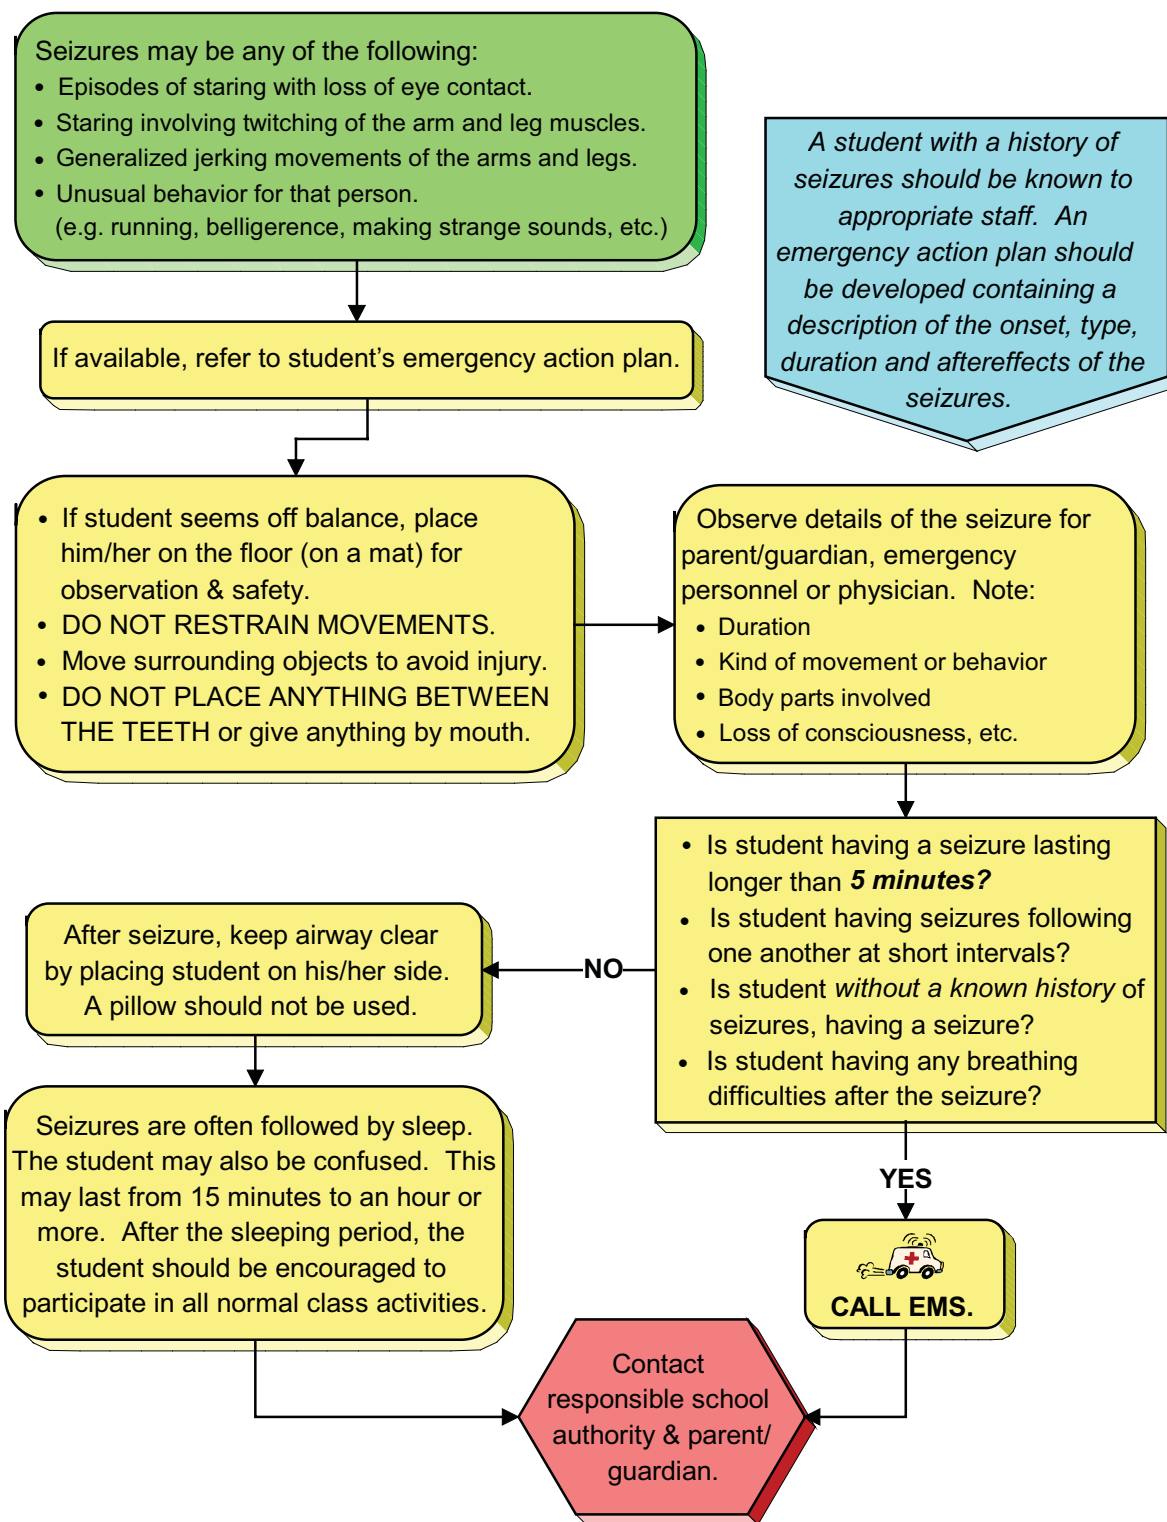 Seizures may be any of the following:
• Episodes of staring with loss of eye contact.
• Staring involving twitching of the arm and leg muscles.
• Generalized jerking movements of the arms and legs.
• Unusual behavior for that person.
(e.g. running, belligerence, making strange sounds, etc.)
A student with a history of
seizures should be known to
appropriate staff. An
emergency action plan should
be developed containing a
description of the onset, type,
duration and aftereffects of the
seizures.
If available, refer to student’s emergency action plan.
• If student seems off balance, place
him/her on the floor (on a mat) for
observation & safety.
• DO NOT RESTRAIN MOVEMENTS.
• Move surrounding objects to avoid injury.
• DO NOT PLACE ANYTHING BETWEEN
THE TEETH or give anything by mouth.
Observe details of the seizure for
parent/guardian, emergency
personnel or physician. Note:
• Duration
• Kind of movement or behavior
• Body parts involved
• Loss of consciousness, etc.
• Is student having a seizure lasting
longer than 5 minutes?
• Is student having seizures following
one another at short intervals?
• Is student without a known history of
seizures, having a seizure?
• Is student having any breathing
difficulties after the seizure?
NO
After seizure, keep airway clear
by placing student on his/her side.
A pillow should not be used.
Seizures are often followed by sleep.
The student may also be confused. This
may last from 15 minutes to an hour or
more. After the sleeping period, the
student should be encouraged to
participate in all normal class activities.
YES
CALL EMS.
Contact
responsible school
authority & parent/
guardian.